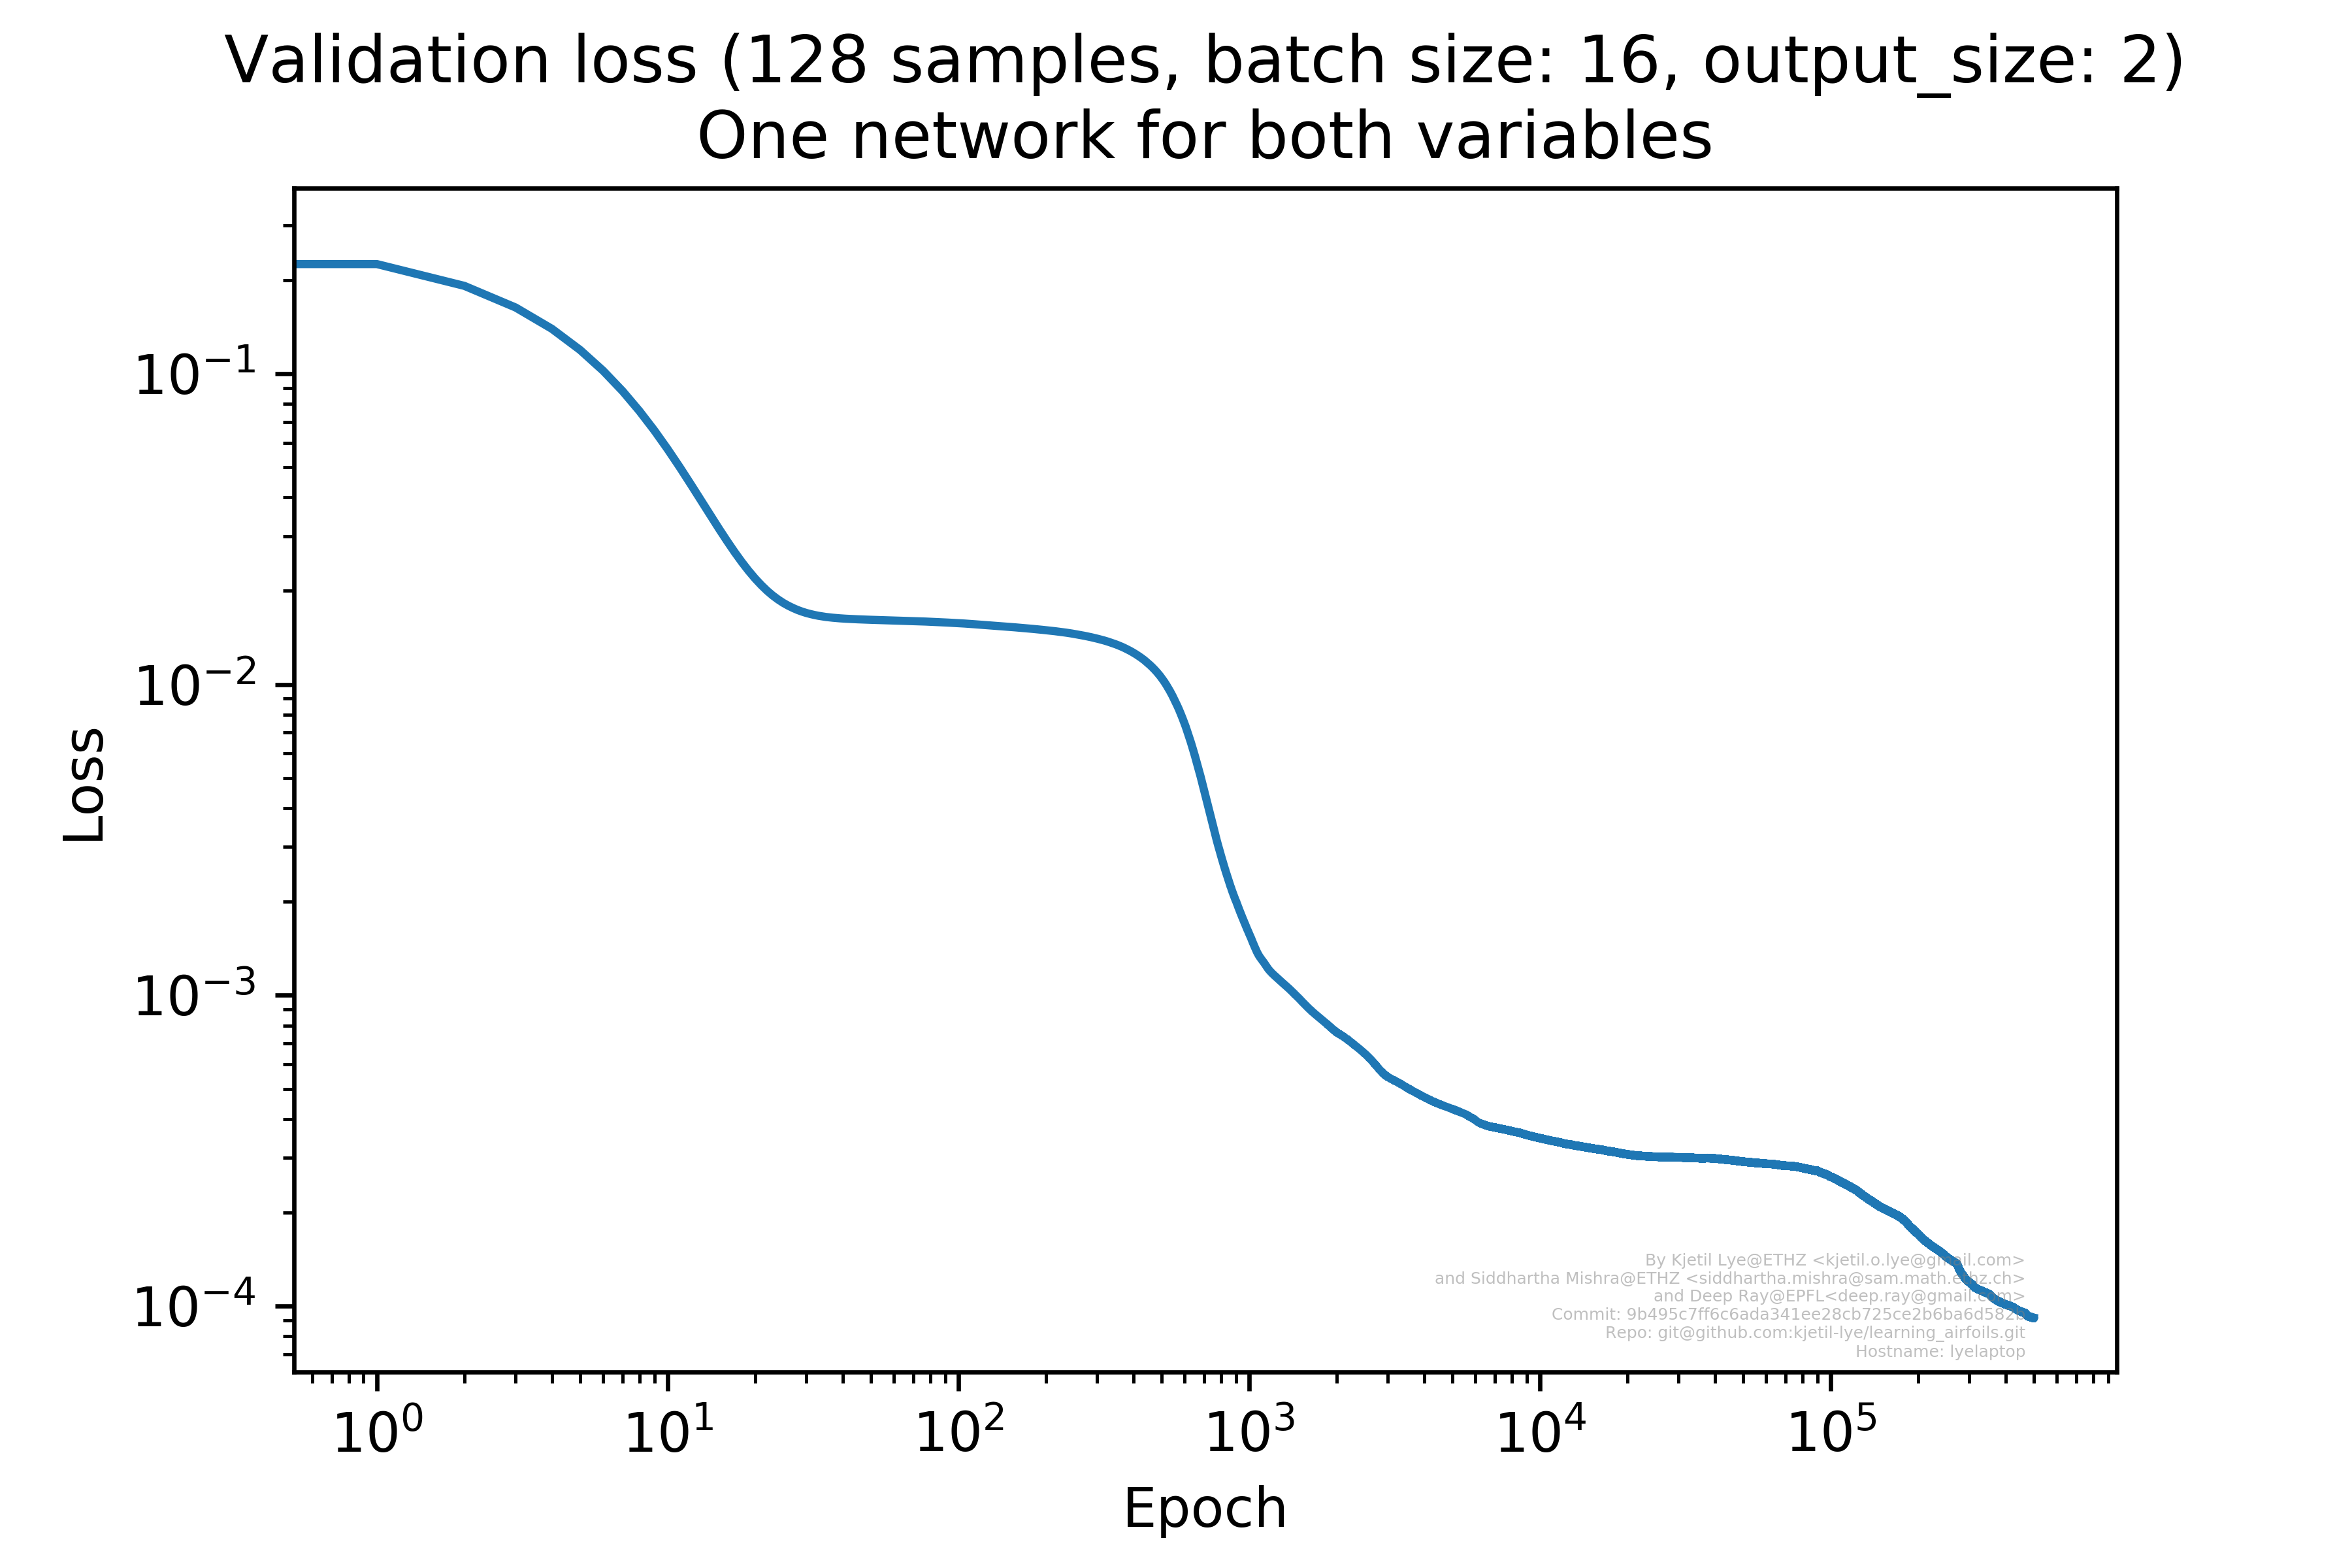 Validation loss (128 samples, batch size: 16, output_size: 2)
One network for both variables
Loss
10⁻¹
10⁻²
10⁻³
10⁻⁴
By Kjetil Lye@ETHZ <kjetil.o.lye@gmail.com>
and Siddhartha Mishra@ETHZ <siddhartha.mishra@sam.math.ethz.ch>
and Deep Ray@EPFL<deep.ray@gmail.com>
Commit:
Repo: git@github.com:kjetil-lye/learning_airfoils.git
Hostname: lyelaptop
10⁰ 10¹ 10² 10³ 10⁴ 10⁵
Epoch